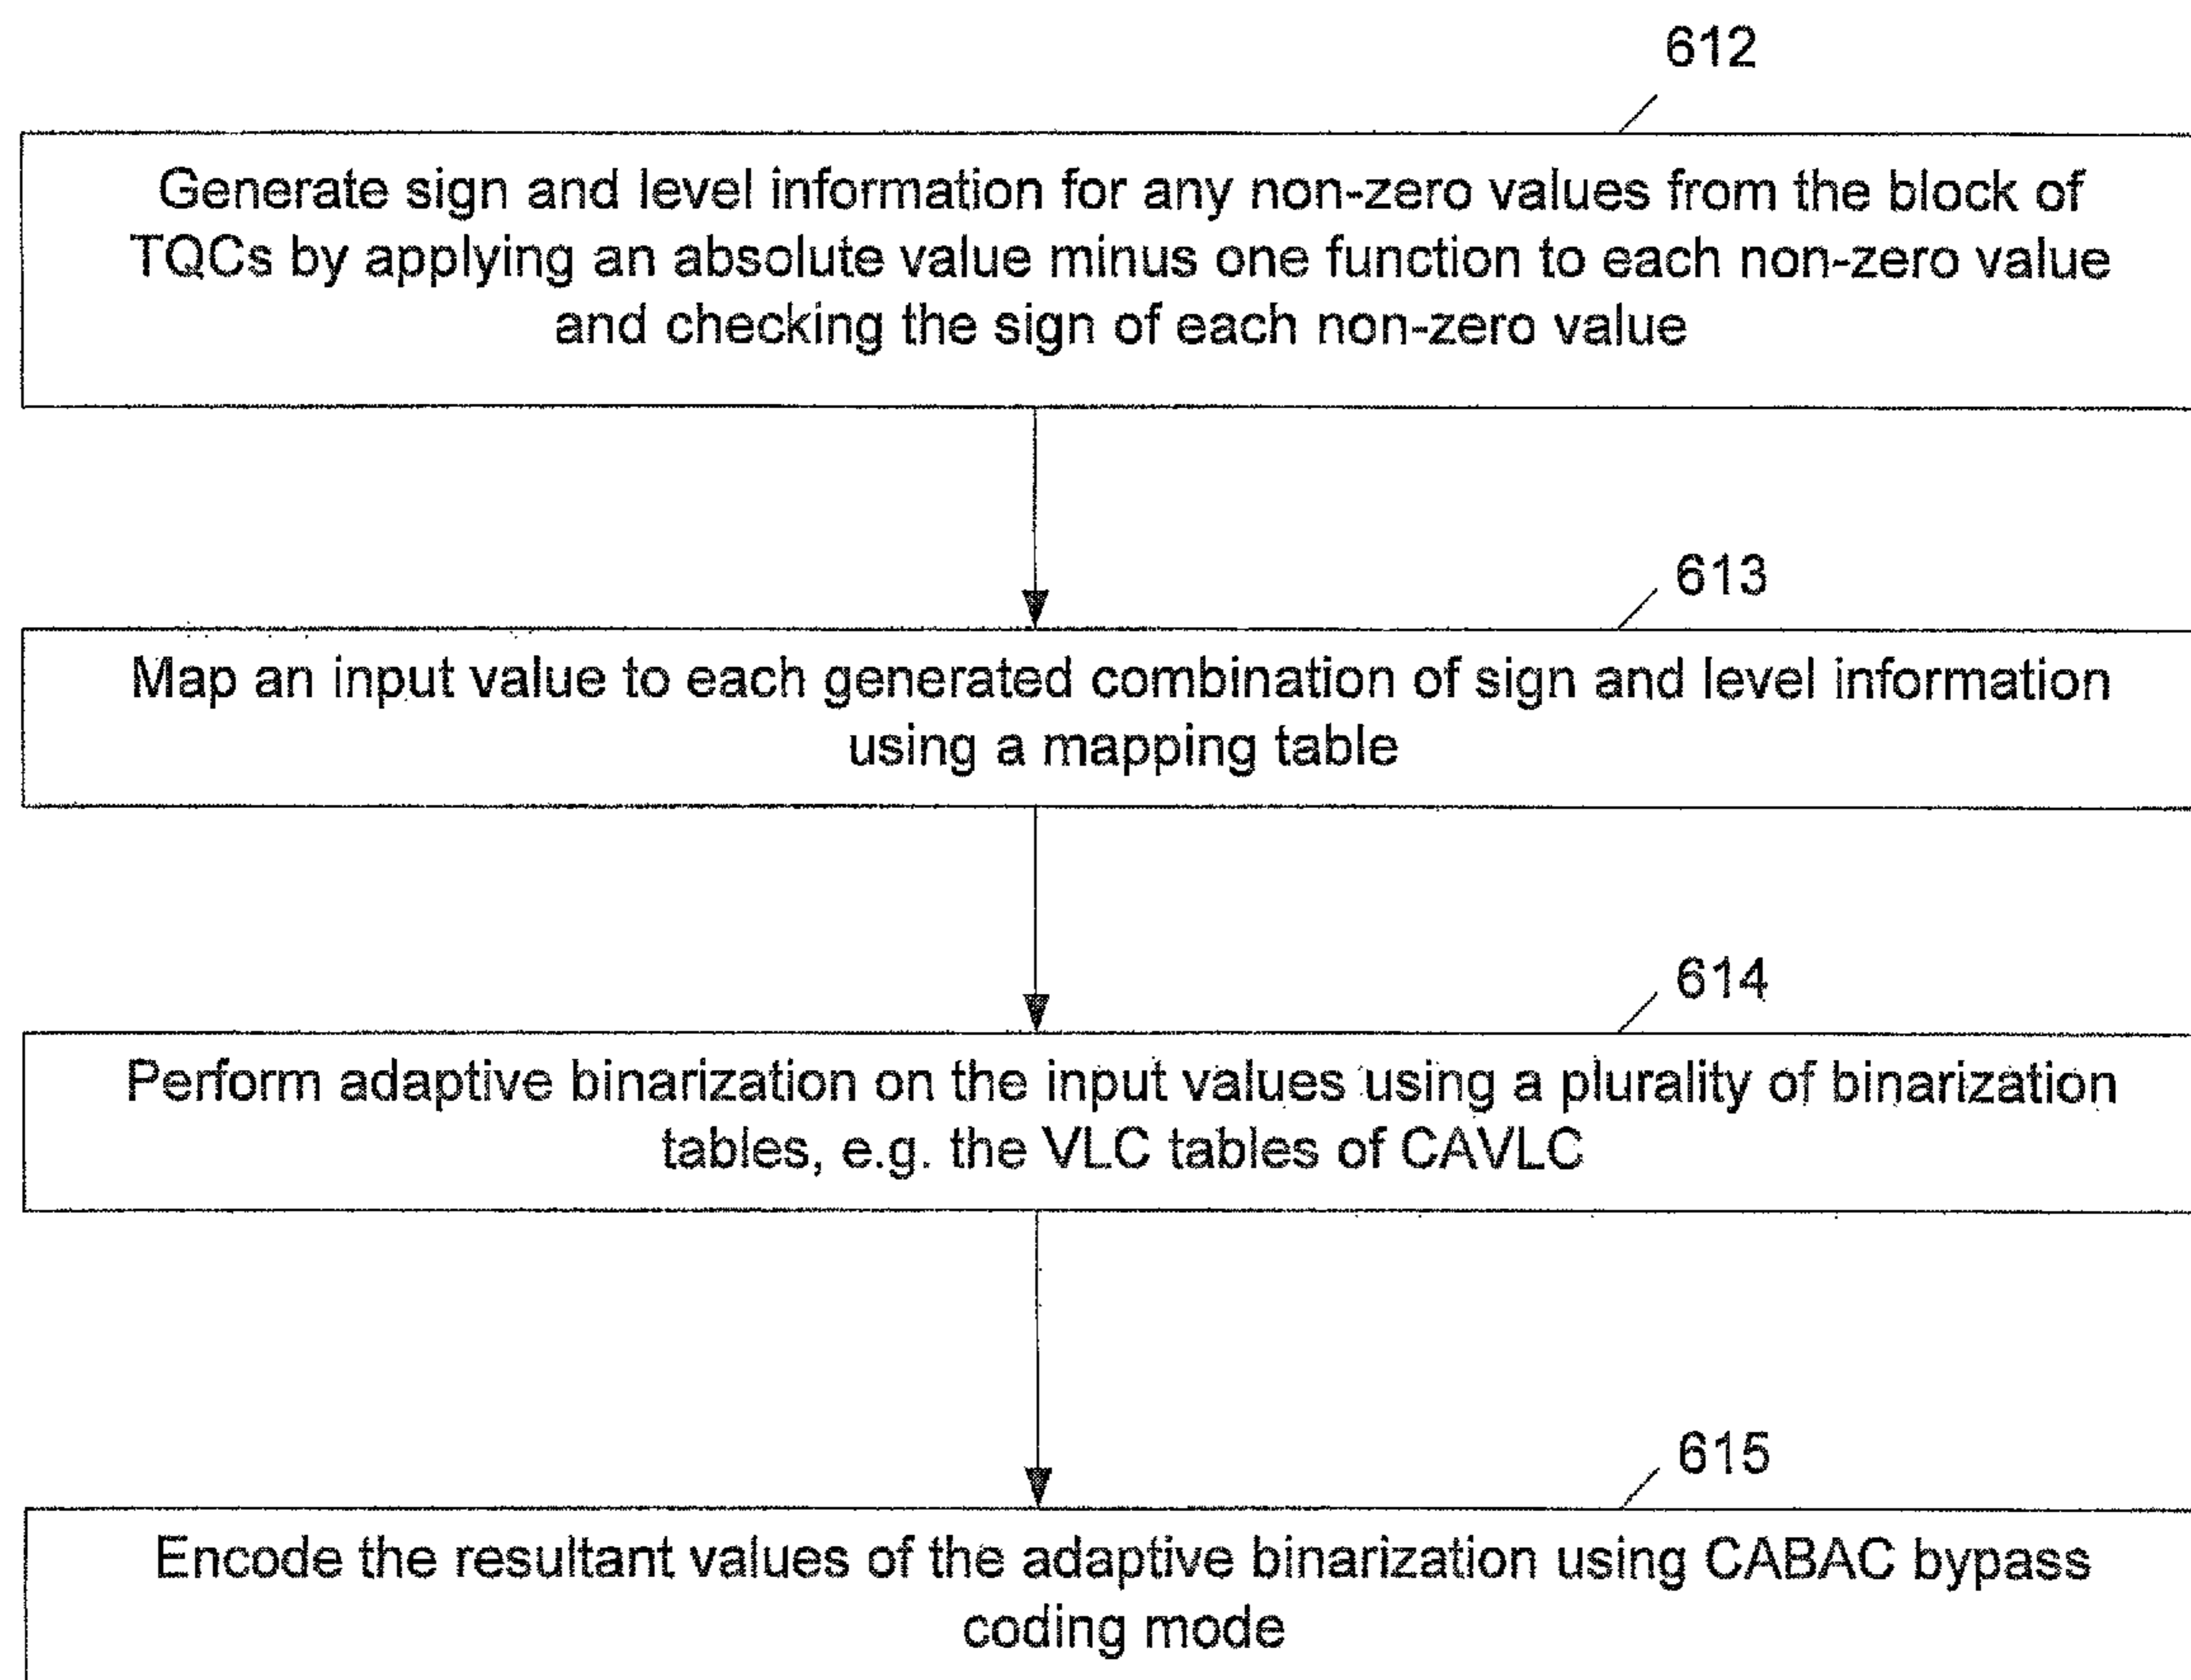 612
Generate sign and level information for any non-zero values from the block of
TQCs by applying an absolute value minus one function to each non-zero value
and checking the sign of each non-zero value
613
Map an input value to each generated combination of sign and level information
using a mapping table
614
Perform adaptive binarization on the input values using a plurality of binarization
tables, e.g. the VLC tables of CAVLC
615
Encode the resultant values of the adaptive binarization using CABAC bypass
coding mode